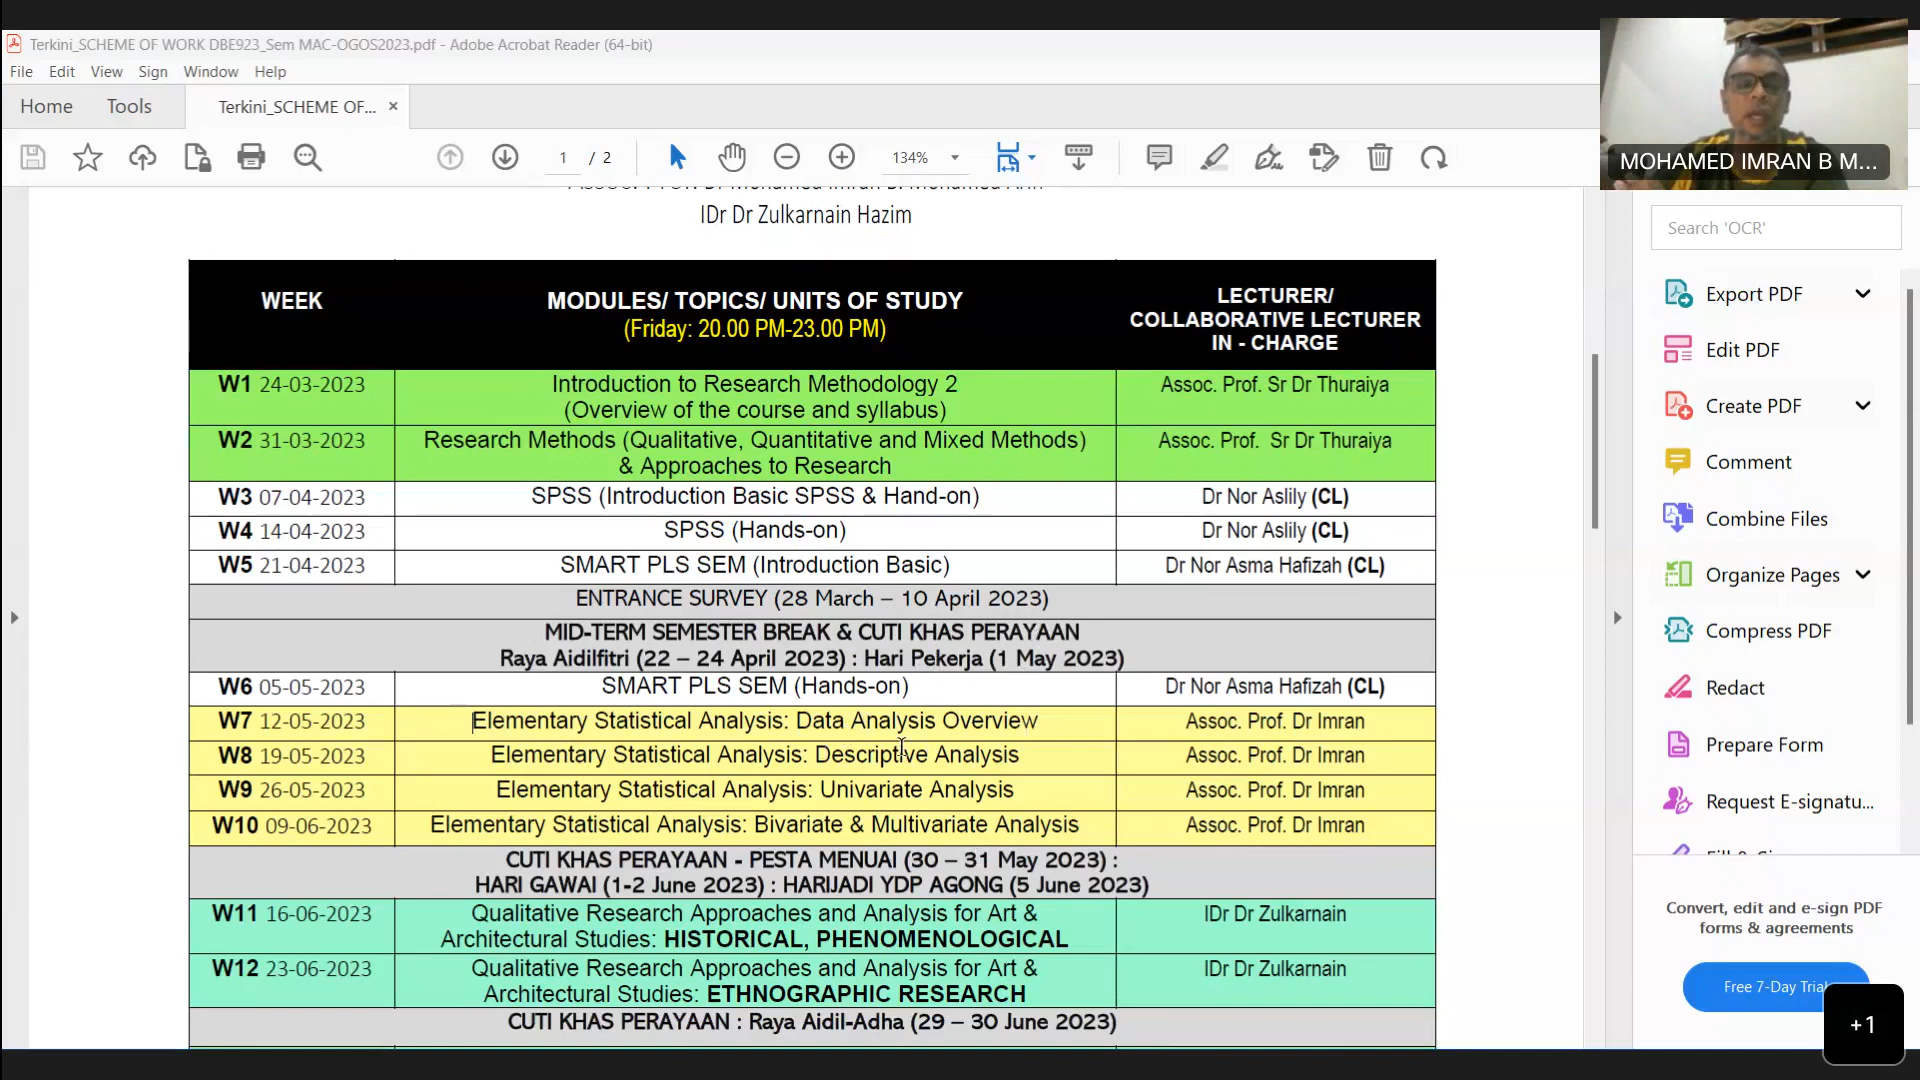 Terkini_SCHEME OF WORK DBE923_Sem MAC-OGOS2023.pdf - Adobe Acrobat Reader (64-bit)
File Edit View Sign Window Help
Home Tools Terkini_SCHEME OF... ×
1 / 2 134%
MOHAMED IMRAN B M...
IDr Dr Zulkarnain Hazim
WEEK
MODULES/ TOPICS/ UNITS OF STUDY
(Friday: 20.00 PM-23.00 PM)
LECTURER/
COLLABORATIVE LECTURER
IN - CHARGE
W1 24-03-2023
Introduction to Research Methodology 2
(Overview of the course and syllabus)
Assoc. Prof. Sr Dr Thuraiya
W2 31-03-2023
Research Methods (Qualitative, Quantitative and Mixed Methods)
& Approaches to Research
Assoc. Prof. Sr Dr Thuraiya
W3 07-04-2023 SPSS (Introduction Basic SPSS & Hand-on) Dr Nor Aslily (CL)
W4 14-04-2023 SPSS (Hands-on) Dr Nor Aslily (CL)
W5 21-04-2023 SMART PLS SEM (Introduction Basic) Dr Nor Asma Hafizah (CL)
ENTRANCE SURVEY (28 March – 10 April 2023)
MID-TERM SEMESTER BREAK & CUTI KHAS PERAYAAN
Raya Aidilfitri (22 – 24 April 2023) : Hari Pekerja (1 May 2023)
W6 05-05-2023 SMART PLS SEM (Hands-on) Dr Nor Asma Hafizah (CL)
W7 12-05-2023 Elementary Statistical Analysis: Data Analysis Overview Assoc. Prof. Dr Imran
W8 19-05-2023 Elementary Statistical Analysis: Descriptive Analysis Assoc. Prof. Dr Imran
W9 26-05-2023 Elementary Statistical Analysis: Univariate Analysis Assoc. Prof. Dr Imran
W10 09-06-2023 Elementary Statistical Analysis: Bivariate & Multivariate Analysis Assoc. Prof. Dr Imran
CUTI KHAS PERAYAAN - PESTA MENUAI (30 – 31 May 2023) :
HARI GAWAI (1-2 June 2023) : HARIJADI YDP AGONG (5 June 2023)
W11 16-06-2023
Qualitative Research Approaches and Analysis for Art &
Architectural Studies: HISTORICAL, PHENOMENOLOGICAL
IDr Dr Zulkarnain
W12 23-06-2023
Qualitative Research Approaches and Analysis for Art &
Architectural Studies: ETHNOGRAPHIC RESEARCH
IDr Dr Zulkarnain
CUTI KHAS PERAYAAN : Raya Aidil-Adha (29 – 30 June 2023)
Search 'OCR'
Export PDF
Edit PDF
Create PDF
Comment
Combine Files
Organize Pages
Compress PDF
Redact
Prepare Form
Request E-signatu...
Convert, edit and e-sign PDF
forms & agreements
Free 7-Day Trial
+1